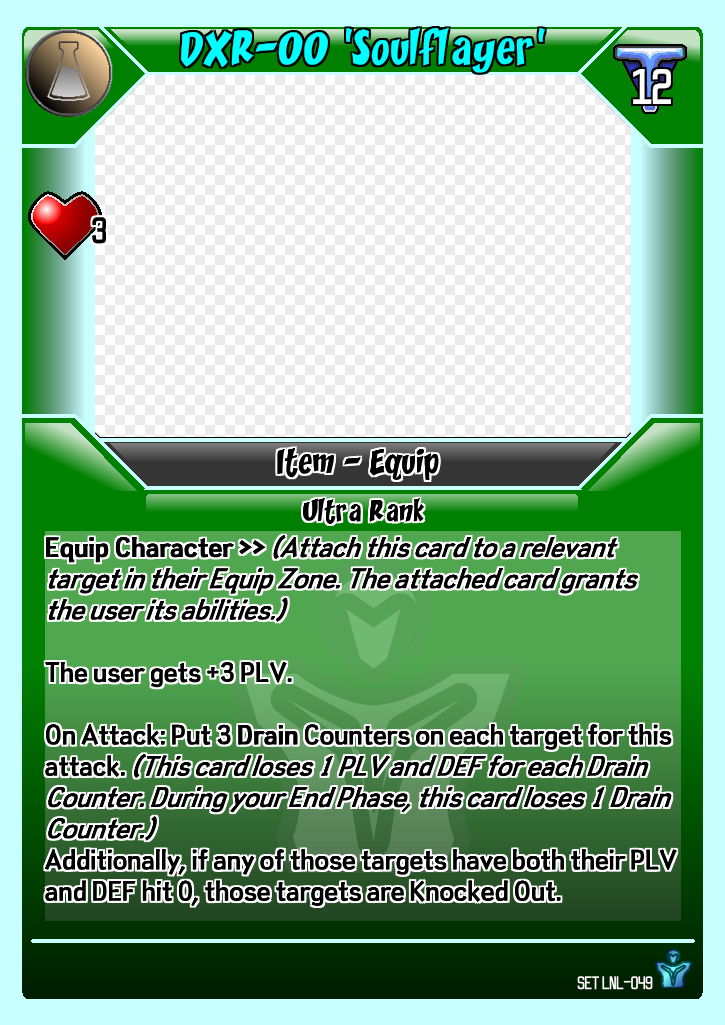 DXR-00 'Soulflayer'
12
3
Item - Equip
Ultra Rank
Equip Character >> (Attach this card to a relevant
target in their Equip Zone. The attached card grants
the user its abilities.)
The user gets +3 PLV.
On Attack: Put 3 Drain Counters on each target for this
attack. (This card loses 1 PLV and DEF for each Drain
Counter. During your End Phase, this card loses 1 Drain
Counter.)
Additionally, if any of those targets have both their PLV
and DEF hit 0, those targets are Knocked Out.
SET LNL-049